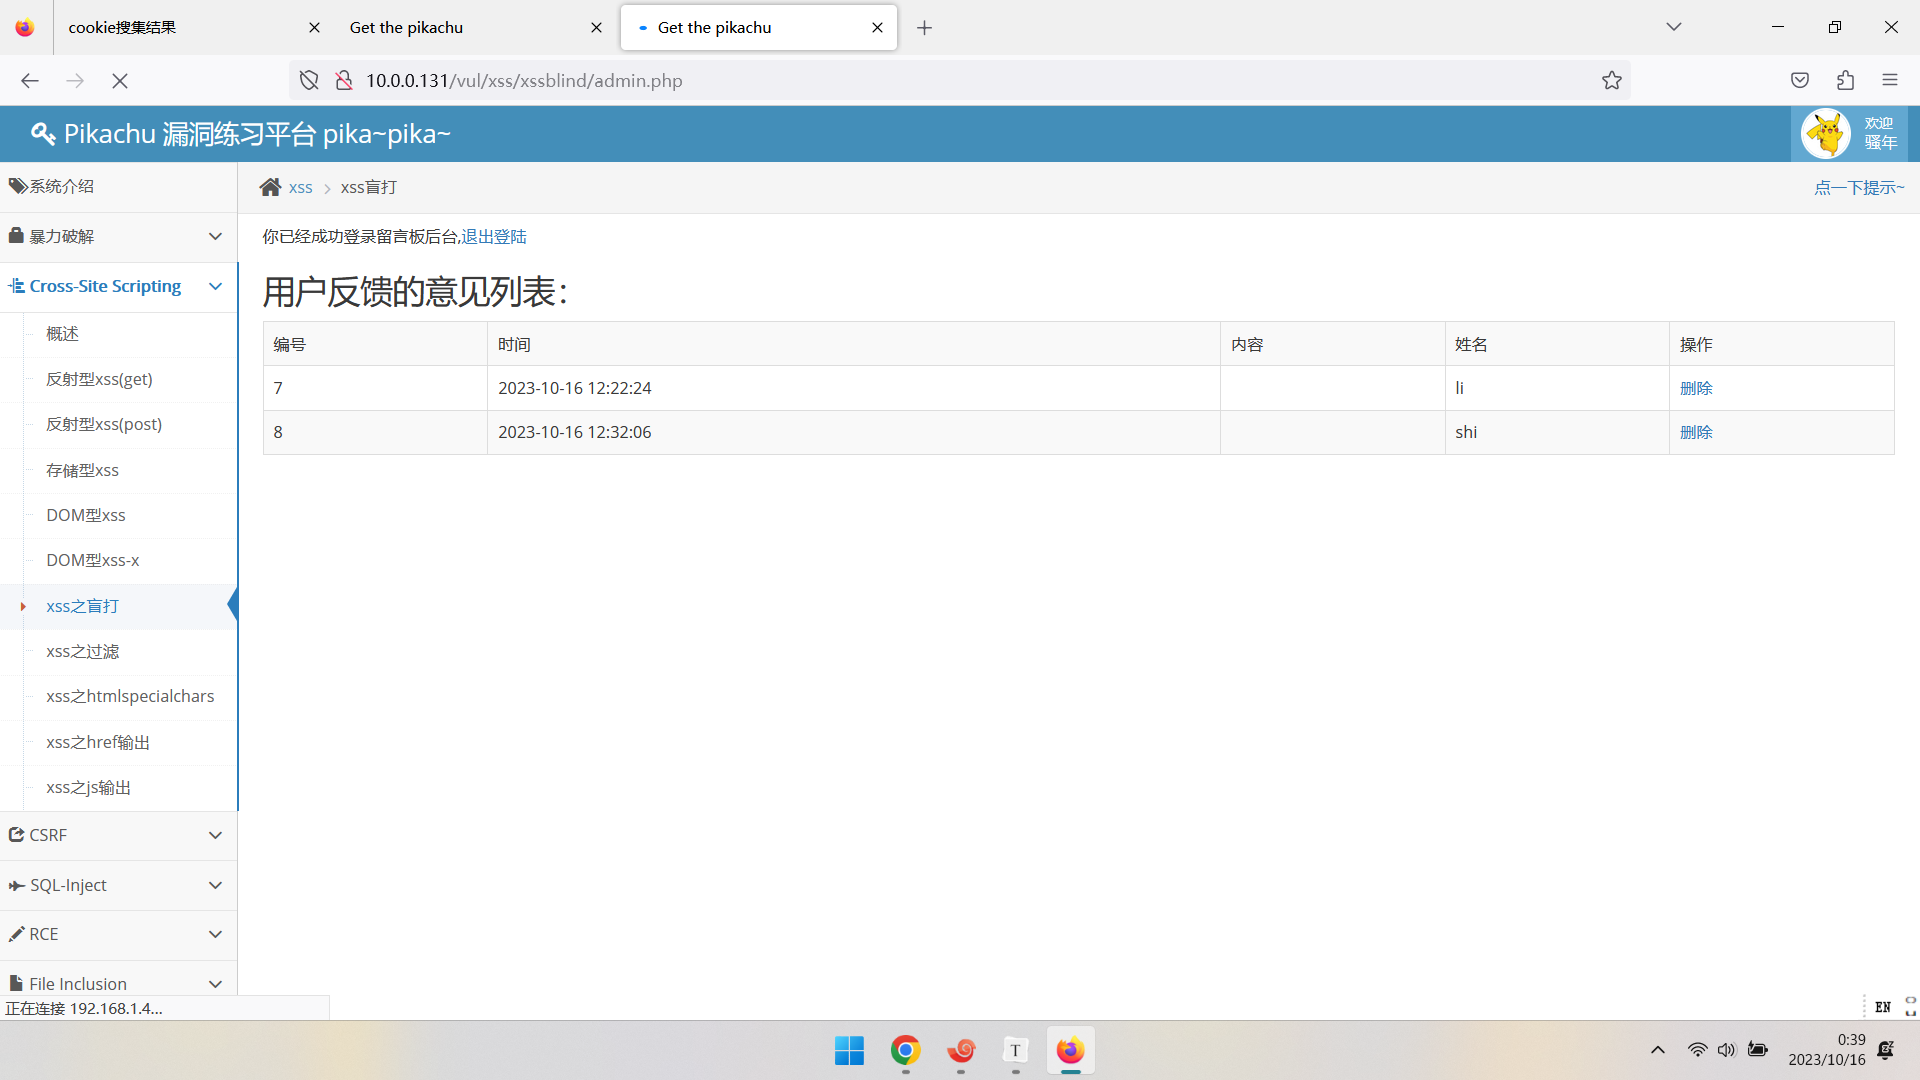 cookie搜集结果
Get the pikachu
Get the pikachu
10.0.0.131/vul/xss/xssblind/admin.php
Pikachu 漏洞练习平台 pika~pika~
欢迎
骚年
系统介绍
暴力破解
Cross-Site Scripting
概述
反射型xss(get)
反射型xss(post)
存储型xss
DOM型xss
DOM型xss-x
xss之盲打
xss之过滤
xss之htmlspecialchars
xss之href输出
xss之js输出
CSRF
SQL-Inject
RCE
File Inclusion
xss > xss盲打
点一下提示~
你已经成功登录留言板后台,退出登陆
用户反馈的意见列表：
编号 时间 内容 姓名 操作
7 2023-10-16 12:22:24 li 删除
8 2023-10-16 12:32:06 shi 删除
正在连接 192.168.1.4...
EN
T
0:39
2023/10/16